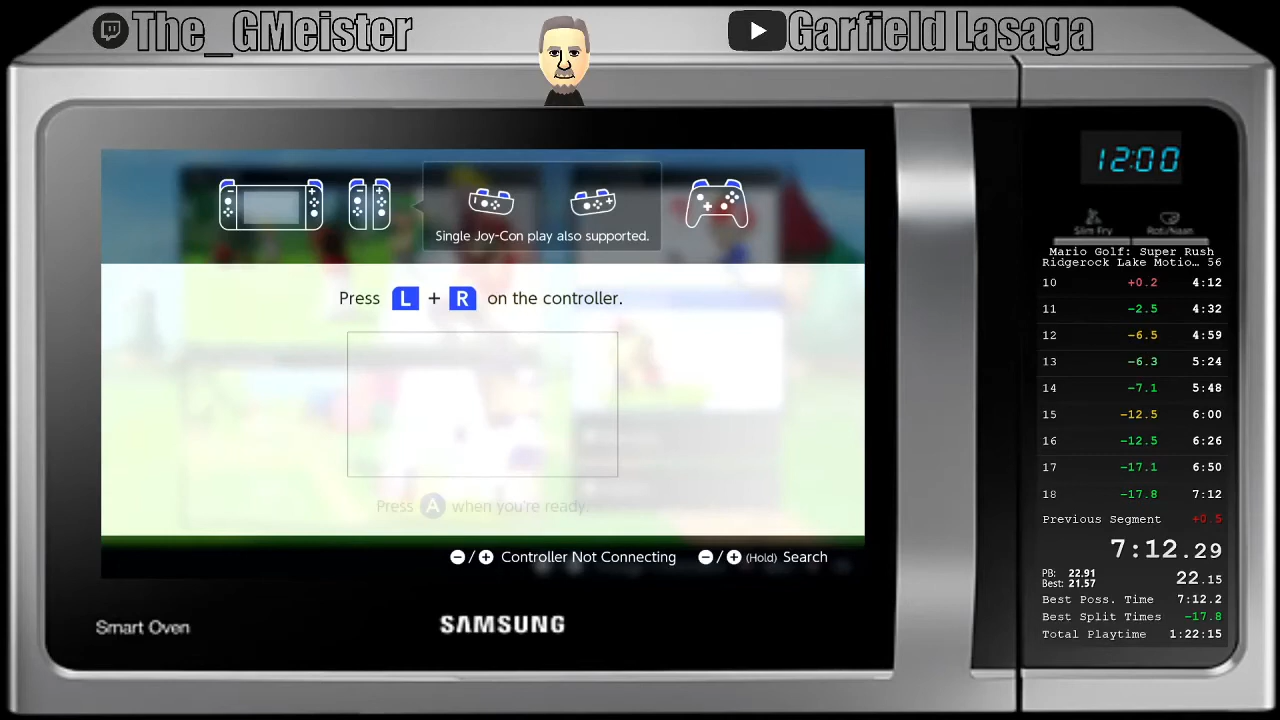 The_GMeister
Garfield Lasaga
Single Joy-Con play also supported.
Press L + R on the controller.
Press A when you're ready.
-/+ Controller Not Connecting -/+ (Hold) Search
Smart Oven
SAMSUNG
12:00
Slim Fry Roti/Naan
Mario Golf: Super Rush
Ridgerock Lake Motio… 56
10 +0.2 4:12
11 -2.5 4:32
12 -6.5 4:59
13 -6.3 5:24
14 -7.1 5:48
15 -12.5 6:00
16 -12.5 6:26
17 -17.1 6:50
18 -17.8 7:12
Previous Segment +0.5
7:12.29
PB: 22.91
Best: 21.57
22.15
Best Poss. Time 7:12.2
Best Split Times -17.8
Total Playtime 1:22:15